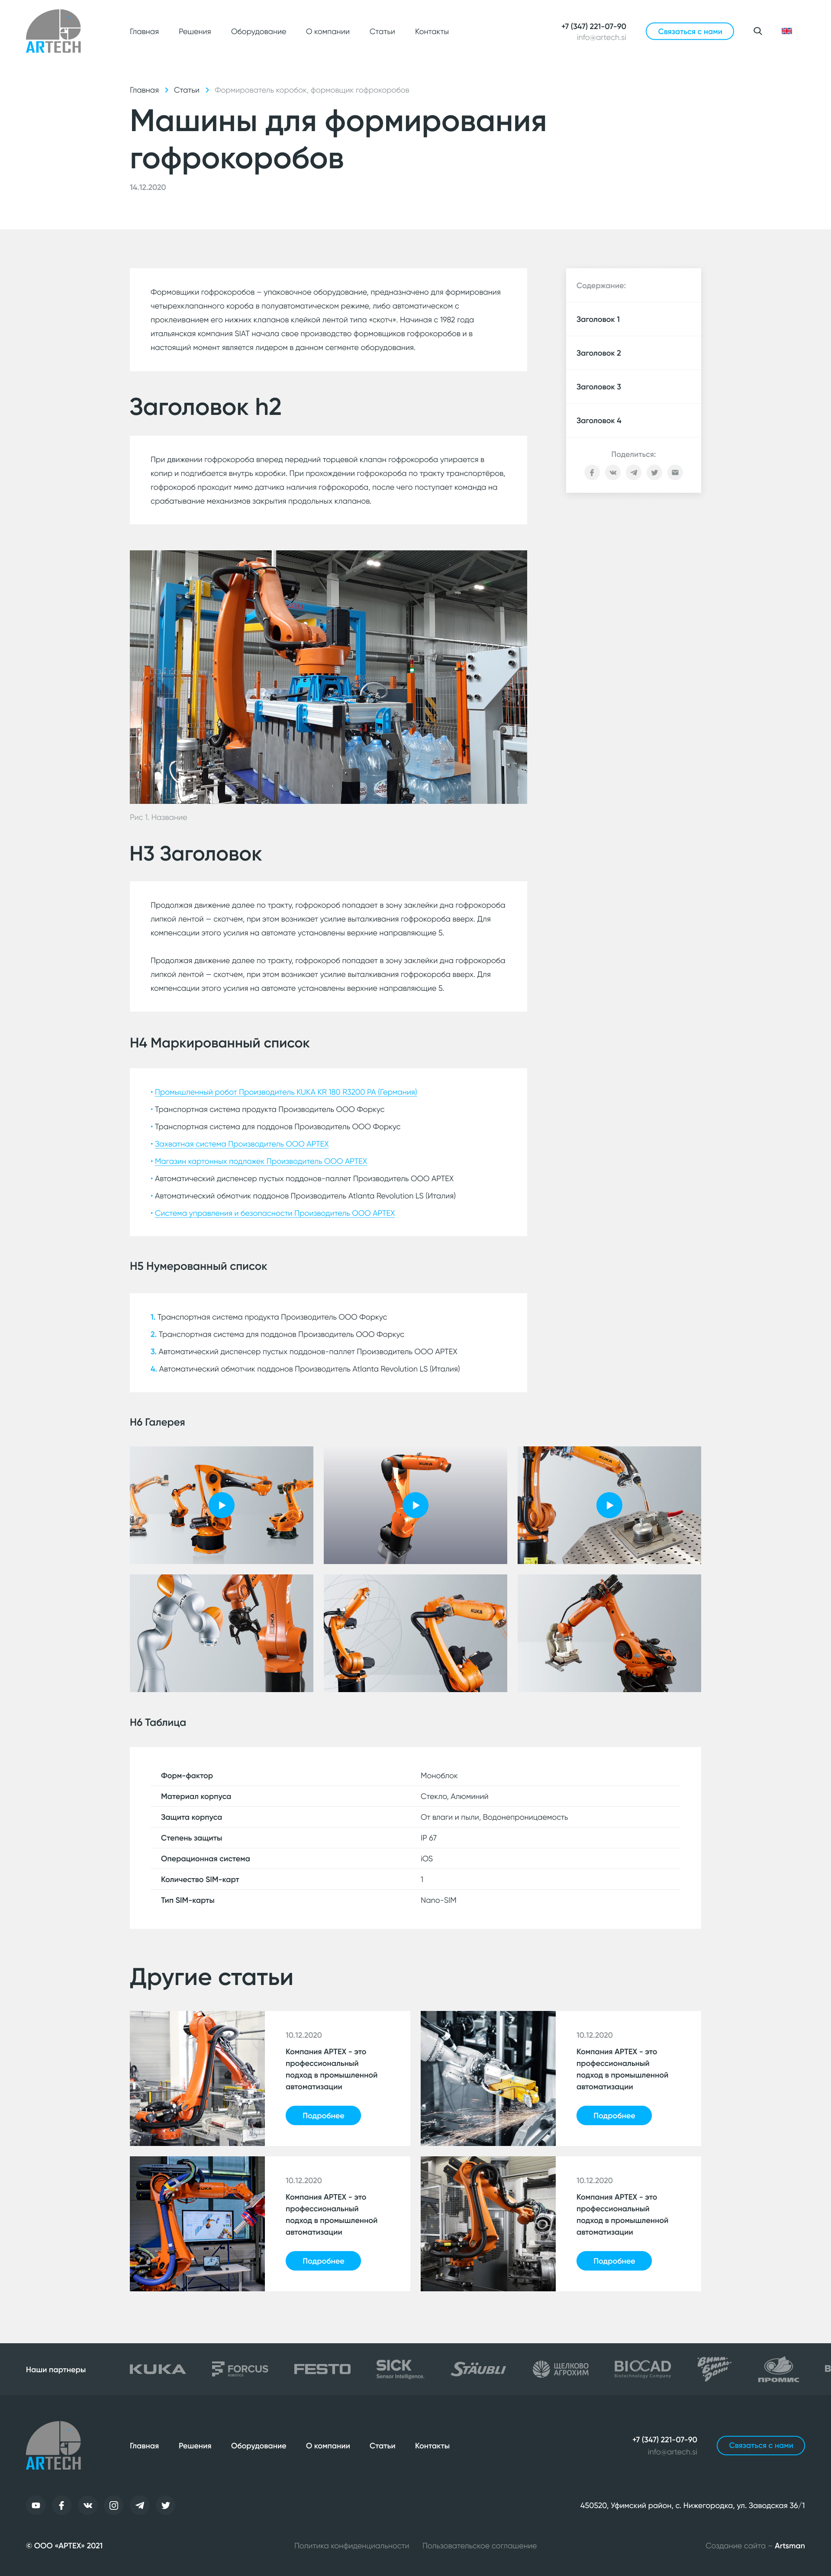 ARTECH
Главная Решения Оборудование О компании Статьи Контакты
+7 (347) 221-07-90
info@artech.si
Связаться с нами
Главная > Статьи > Формирователь коробок, формовщик гофрокоробов
Машины для формирования
гофрокоробов
14.12.2020
Формовщики гофрокоробов – упаковочное оборудование, предназначено для формирования
четырехклапанного короба в полуавтоматическом режиме, либо автоматическом с
проклеиванием его нижних клапанов клейкой лентой типа «скотч». Начиная с 1982 года
итальянская компания SIAT начала свое производство формовщиков гофрокоробов и в
настоящий момент является лидером в данном сегменте оборудования.
Содержание:
Заголовок 1
Заголовок 2
Заголовок 3
Заголовок 4
Поделиться:
Заголовок h2
При движении гофрокороба вперед передний торцевой клапан гофрокороба упирается в
копир и подгибается внутрь коробки. При прохождении гофрокороба по тракту транспортёров,
гофрокороб проходит мимо датчика наличия гофрокороба, после чего поступает команда на
срабатывание механизмов закрытия продольных клапанов.
Рис 1. Название
H3 Заголовок
Продолжая движение далее по тракту, гофрокороб попадает в зону заклейки дна гофрокороба
липкой лентой — скотчем, при этом возникает усилие выталкивания гофрокороба вверх. Для
компенсации этого усилия на автомате установлены верхние направляющие 5.
Продолжая движение далее по тракту, гофрокороб попадает в зону заклейки дна гофрокороба
липкой лентой — скотчем, при этом возникает усилие выталкивания гофрокороба вверх. Для
компенсации этого усилия на автомате установлены верхние направляющие 5.
H4 Маркированный список
• Промышленный робот Производитель KUKA KR 180 R3200 PA (Германия)
• Транспортная система продукта Производитель ООО Форкус
• Транспортная система для поддонов Производитель ООО Форкус
• Захватная система Производитель ООО АРТЕХ
• Магазин картонных подложек Производитель ООО АРТЕХ
• Автоматический диспенсер пустых поддонов-паллет Производитель ООО АРТЕХ
• Автоматический обмотчик поддонов Производитель Atlanta Revolution LS (Италия)
• Система управления и безопасности Производитель ООО АРТЕХ
H5 Нумерованный список
1. Транспортная система продукта Производитель ООО Форкус
2. Транспортная система для поддонов Производитель ООО Форкус
3. Автоматический диспенсер пустых поддонов-паллет Производитель ООО АРТЕХ
4. Автоматический обмотчик поддонов Производитель Atlanta Revolution LS (Италия)
H6 Галерея
KUKA
KUKA
H6 Таблица
Форм-фактор Моноблок
Материал корпуса Стекло, Алюминий
Защита корпуса От влаги и пыли, Водонепроницаемость
Степень защиты IP 67
Операционная система iOS
Количество SIM-карт 1
Тип SIM-карты Nano-SIM
Другие статьи
10.12.2020
Компания АРТЕХ - это
профессиональный
подход в промышленной
автоматизации
Подробнее
10.12.2020
Компания АРТЕХ - это
профессиональный
подход в промышленной
автоматизации
Подробнее
10.12.2020
Компания АРТЕХ - это
профессиональный
подход в промышленной
автоматизации
Подробнее
10.12.2020
Компания АРТЕХ - это
профессиональный
подход в промышленной
автоматизации
Подробнее
Наши партнеры
KUKA
FORCUS
FESTO
SICK
Sensor Intelligence.
STÄUBLI
ЩЕЛКОВО
АГРОХИМ
BIOCAD
Biotechnology Company
Вимм Билль Данн
ПРОМИС
ARTECH
Главная Решения Оборудование О компании Статьи Контакты
+7 (347) 221-07-90
info@artech.si
Связаться с нами
450520, Уфимский район, с. Нижегородка, ул. Заводская 36/1
© ООО «АРТЕХ» 2021
Политика конфиденциальности Пользовательское соглашение
Создание сайта — Artsman